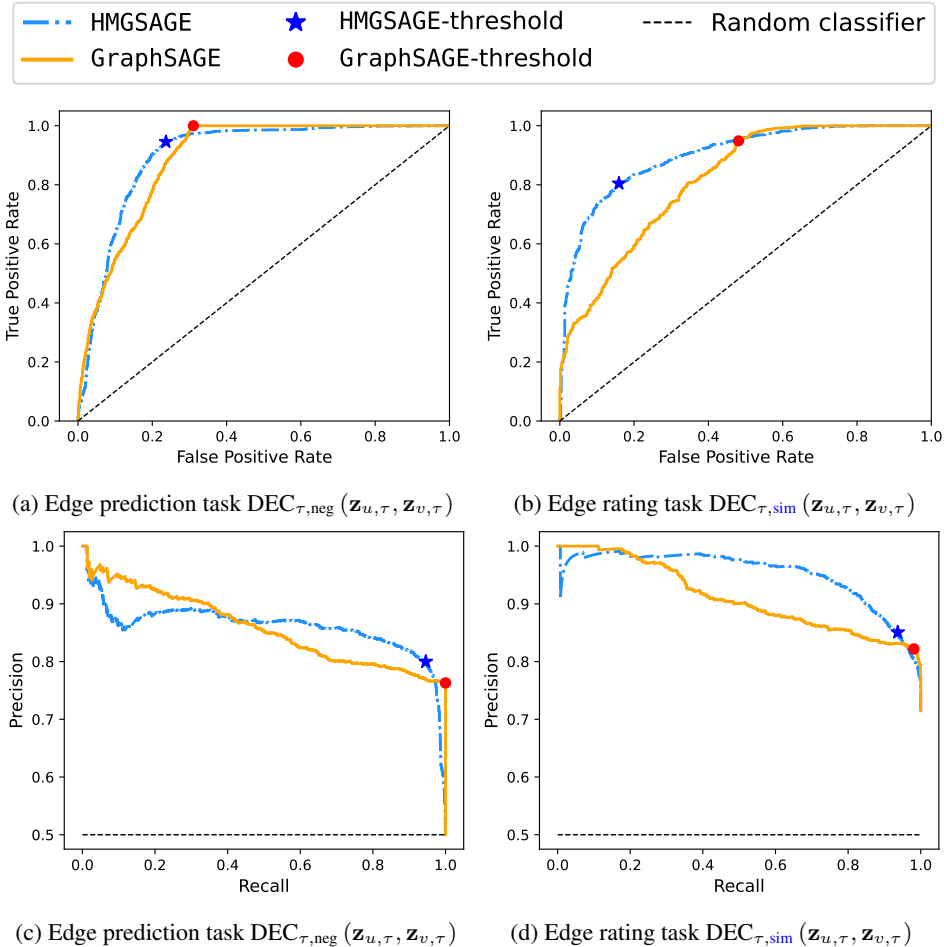 HMGSAGE
HMGSAGE-threshold
Random classifier
GraphSAGE
GraphSAGE-threshold
1.0
0.8
0.6
0.4
0.2
0.0
True Positive Rate
0.0 0.2 0.4 0.6 0.8 1.0
False Positive Rate
(a) Edge prediction task DEC_{τ,neg} (z_{u,τ}, z_{v,τ})
1.0
0.8
0.6
0.4
0.2
0.0
True Positive Rate
0.0 0.2 0.4 0.6 0.8 1.0
False Positive Rate
(b) Edge rating task DEC_{τ,sim} (z_{u,τ}, z_{v,τ})
1.0
0.9
0.8
0.7
0.6
0.5
Precision
0.0 0.2 0.4 0.6 0.8 1.0
Recall
(c) Edge prediction task DEC_{τ,neg} (z_{u,τ}, z_{v,τ})
1.0
0.9
0.8
0.7
0.6
0.5
Precision
0.0 0.2 0.4 0.6 0.8 1.0
Recall
(d) Edge rating task DEC_{τ,sim} (z_{u,τ}, z_{v,τ})